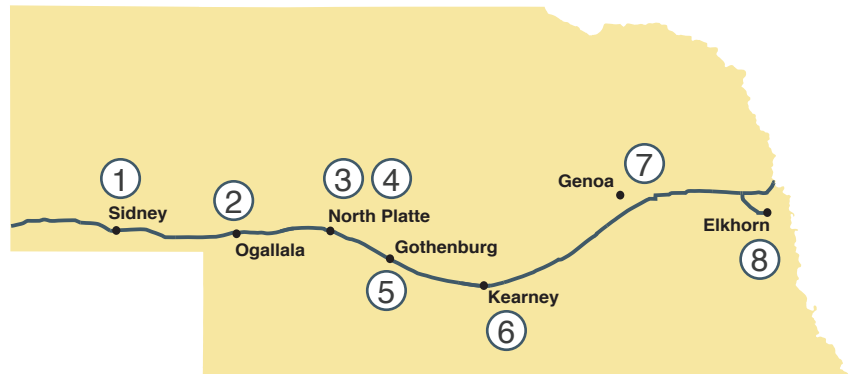 1
Sidney
2
Ogallala
3 4
North Platte
Gothenburg
5
Kearney
6
7
Genoa
Elkhorn
8